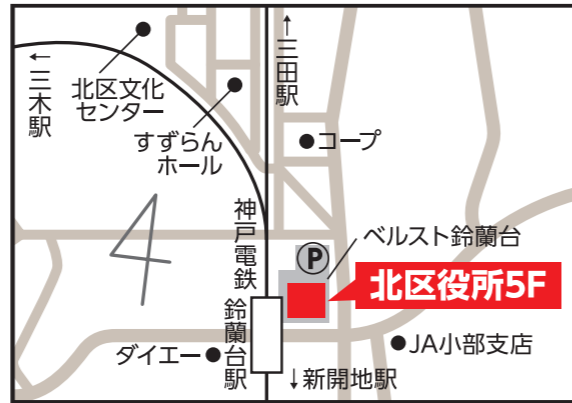 ←三木駅
北区文化
センター
すずらん
ホール
←三田駅
コープ
神戸電鉄
鈴蘭台駅
P
ベルスト鈴蘭台
北区役所5F
ダイエー
JA小部支店
↓新開地駅
4